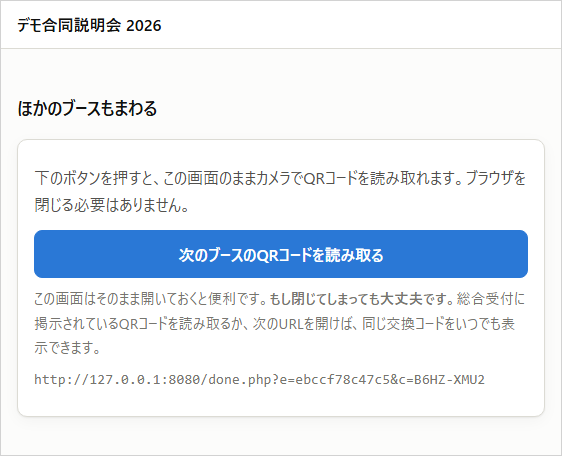 デモ合同説明会 2026
ほかのブースもまわる
下のボタンを押すと、この画面のままカメラでQRコードを読み取れます。ブラウザを
閉じる必要はありません。
次のブースのQRコードを読み取る
この画面はそのまま開いておくと便利です。もし閉じてしまっても大丈夫です。総合受付に
掲示されているQRコードを読み取るか、次のURLを開けば、同じ交換コードをいつでも表
示できます。
http://127.0.0.1:8080/done.php?e=ebccf78c47c5&c=B6HZ-XMU2